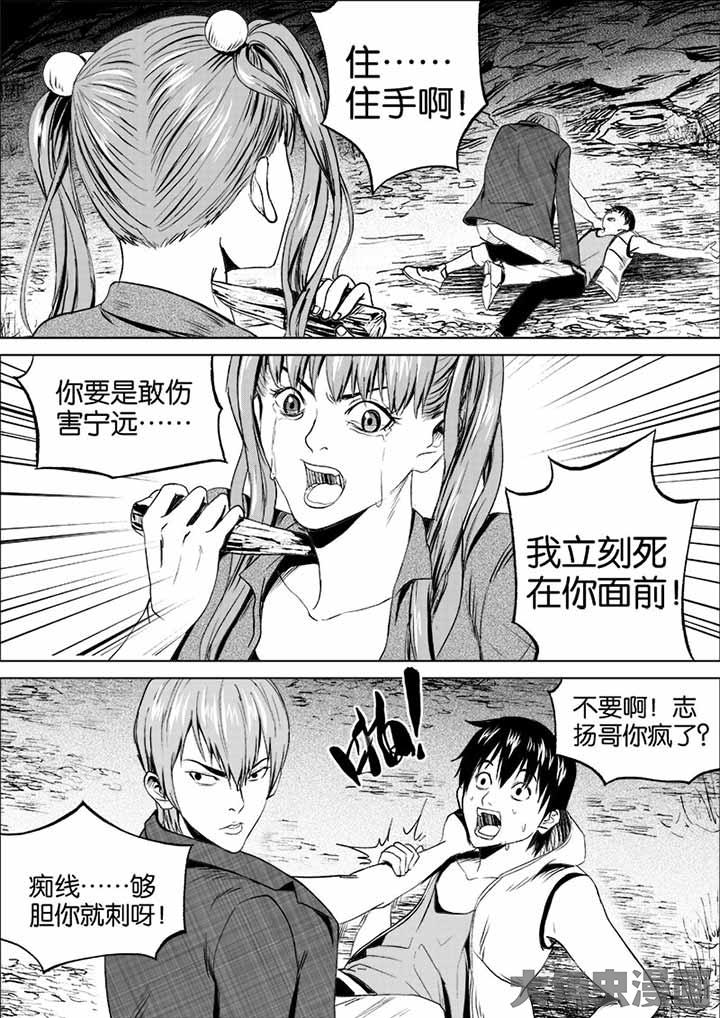 住……
住手啊！
你要是敢伤
害宁远……
我立刻死
在你面前！
啪！
不要啊！志
扬哥你疯了？
痴线……够
胆你就刺呀！